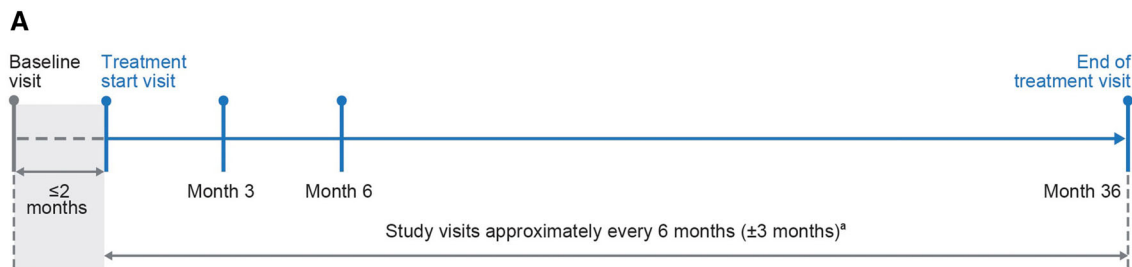 A
Baseline
visit
Treatment
start visit
End of
treatment visit
≤2
months
Month 3
Month 6
Month 36
Study visits approximately every 6 months (±3 months)ᵃ